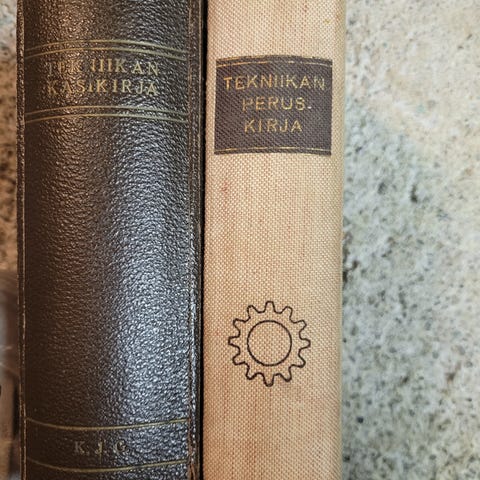 TEKNIIKAN
KÄSIKIRJA
K. J. G.
TEKNIIKAN
PERUS-
KIRJA